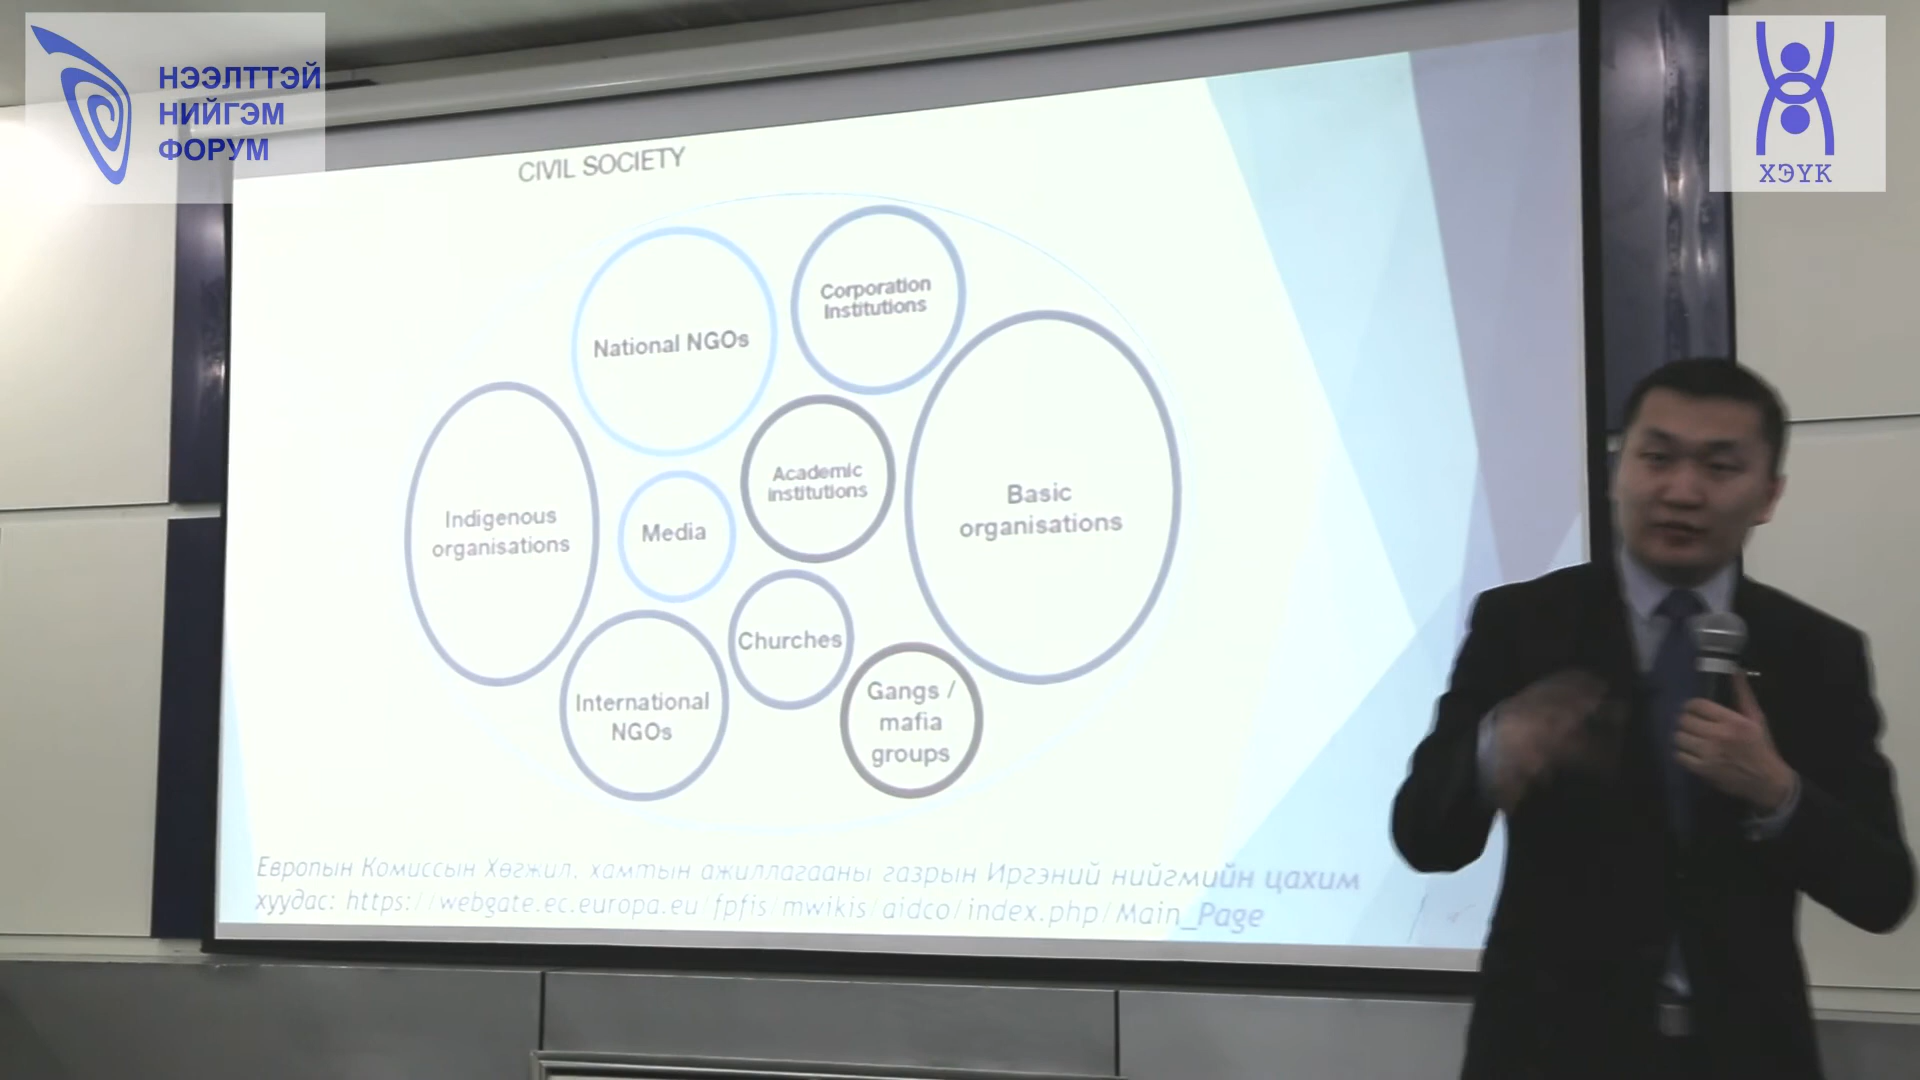 НЭЭЛТТЭЙ
НИЙГЭМ
ФОРУМ
ХЭҮК
CIVIL SOCIETY
National NGOs
Corporation
Institutions
Indigenous
organisations
Media
Academic
institutions
Basic
organisations
International
NGOs
Churches
Gangs /
mafia
groups
Европын Комиссын Хөгжил, хамтын ажиллагааны газрын Иргэний нийгмийн цахим
хуудас: https://webgate.ec.europa.eu/fpfis/mwikis/aidco/index.php/Main_Page